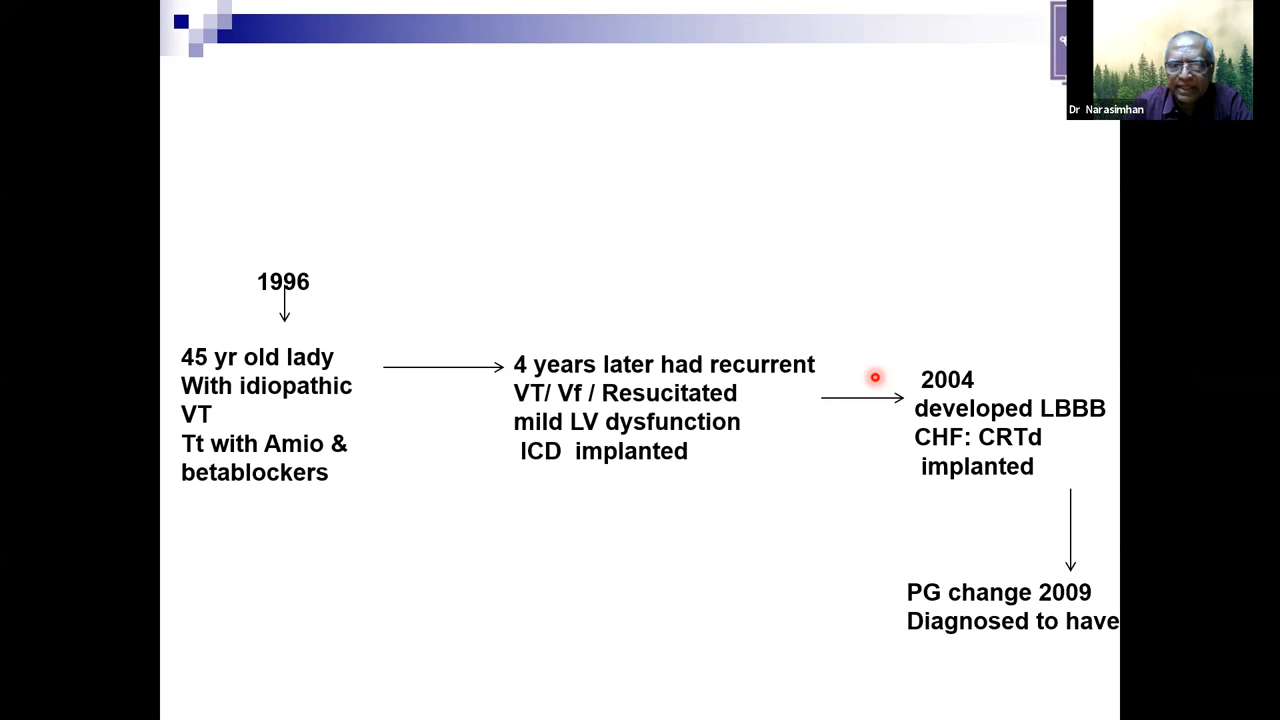 Dr Narasimhan
1996
45 yr old lady
With idiopathic
VT
Tt with Amio &
betablockers
4 years later had recurrent
VT/ Vf / Resucitated
mild LV dysfunction
ICD implanted
2004
developed LBBB
CHF: CRTd
implanted
PG change 2009
Diagnosed to have